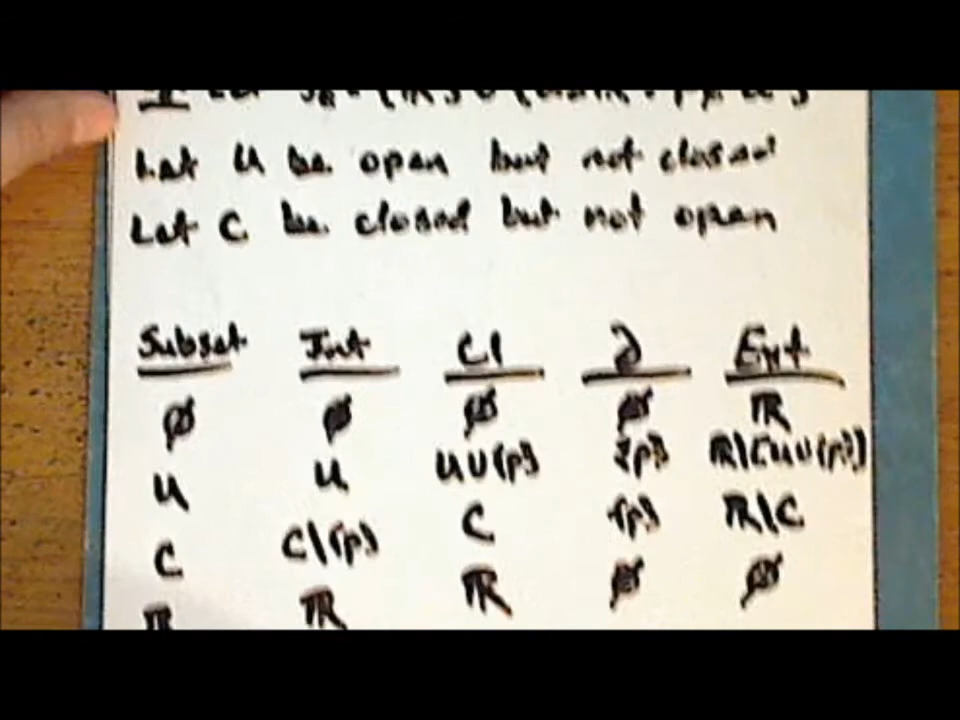 Let U be open but not closed
Let C be closed but not open
Subset Int Cl ∂ Ext
∅ ∅ ∅ ∅ ℝ
U U U∪{p} {p} ℝ\[U∪{p}]
C C\{p} C {p} ℝ\C
ℝ ℝ ℝ ∅ ∅